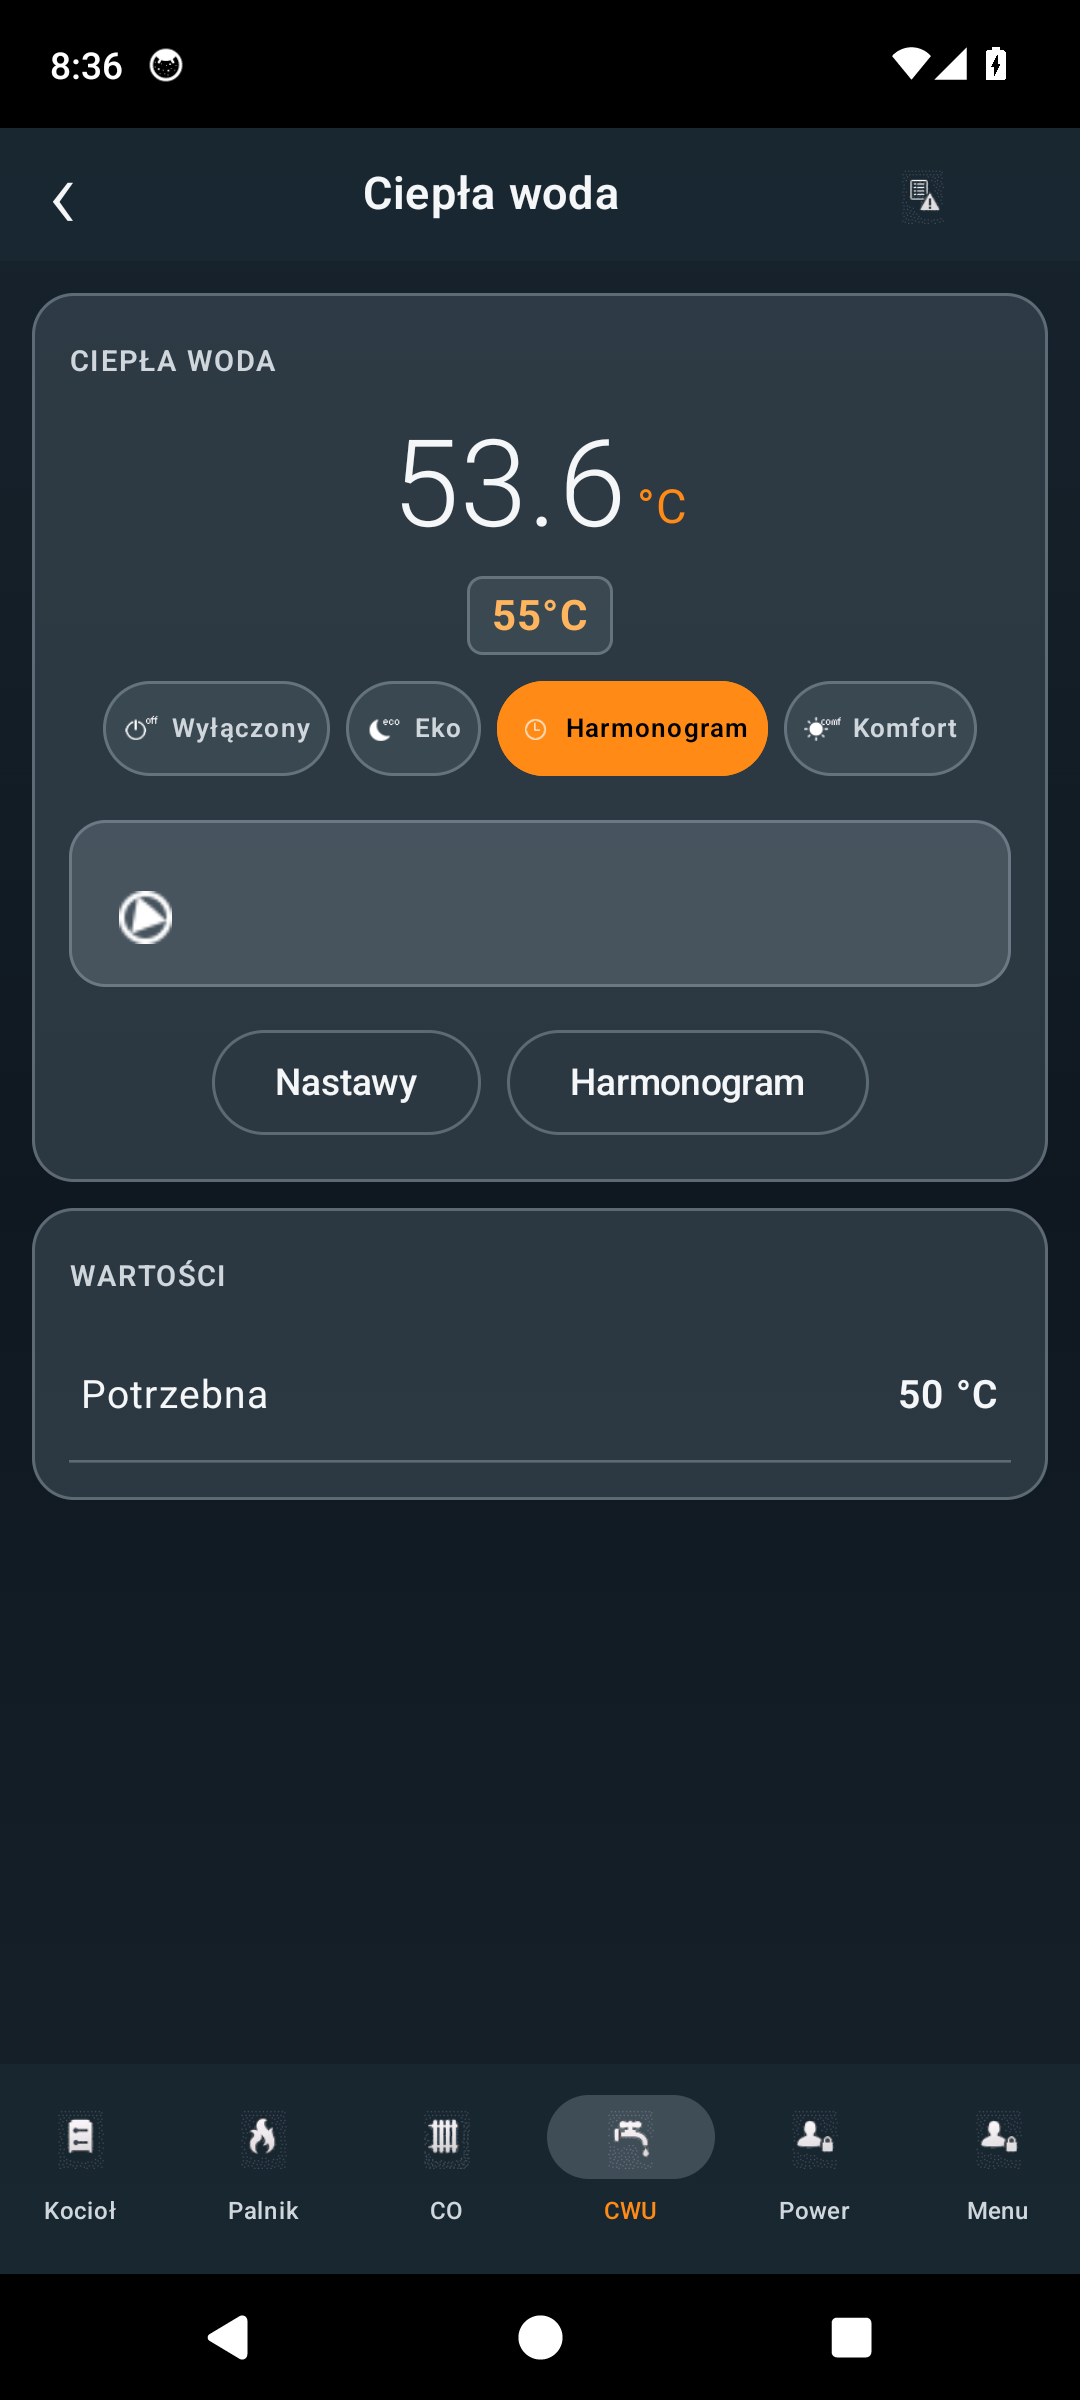 8:36
Ciepła woda
CIEPŁA WODA
53.6 °C
55°C
off Wyłączony eco Eko Harmonogram comf Komfort
Nastawy Harmonogram
WARTOŚCI
Potrzebna 50 °C
Kocioł Palnik CO CWU Power Menu